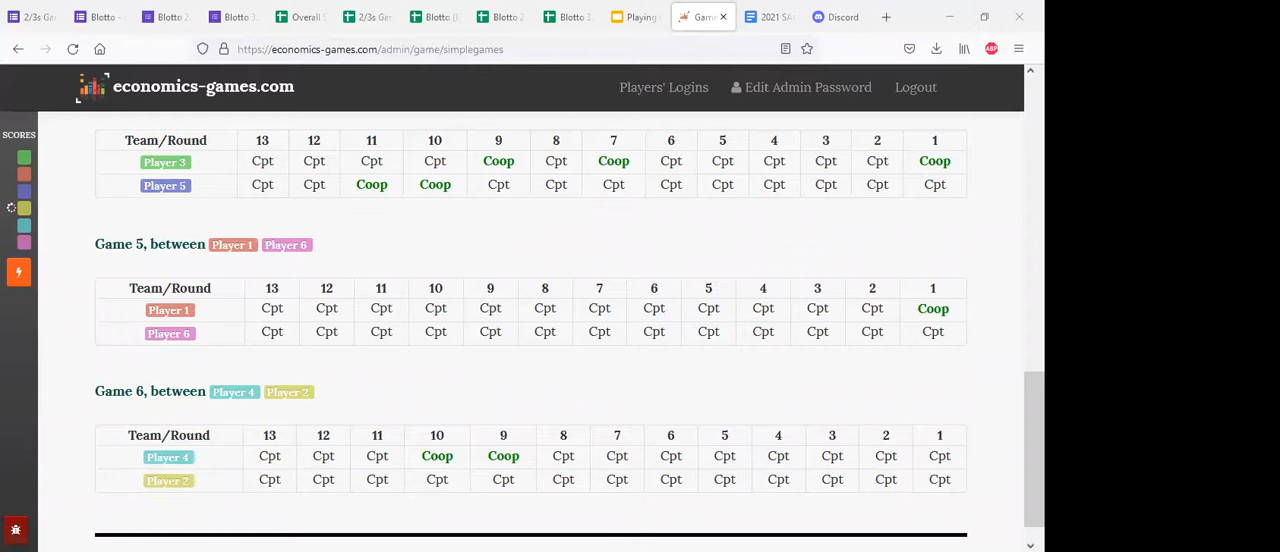 2/3s Ga
Blotto -
Blotto 2.
Blotto 3.
Overall S
2/3s Gar
Blotto (I
Blotto 2
Blotto 3.
Playing
Game
2021 SA
Discord
https://economics-games.com/admin/game/simplegames
ABP
economics-games.com
Players' Logins
Edit Admin Password
Logout
SCORES
Team/Round 13 12 11 10 9 8 7 6 5 4 3 2 1
Player 3 Cpt Cpt Cpt Cpt Coop Cpt Coop Cpt Cpt Cpt Cpt Cpt Coop
Player 5 Cpt Cpt Coop Coop Cpt Cpt Cpt Cpt Cpt Cpt Cpt Cpt Cpt
Game 5, between Player 1 Player 6
Team/Round 13 12 11 10 9 8 7 6 5 4 3 2 1
Player 1 Cpt Cpt Cpt Cpt Cpt Cpt Cpt Cpt Cpt Cpt Cpt Cpt Coop
Player 6 Cpt Cpt Cpt Cpt Cpt Cpt Cpt Cpt Cpt Cpt Cpt Cpt Cpt
Game 6, between Player 4 Player 2
Team/Round 13 12 11 10 9 8 7 6 5 4 3 2 1
Player 4 Cpt Cpt Cpt Coop Coop Cpt Cpt Cpt Cpt Cpt Cpt Cpt Cpt
Player 2 Cpt Cpt Cpt Cpt Cpt Cpt Cpt Cpt Cpt Cpt Cpt Cpt Cpt